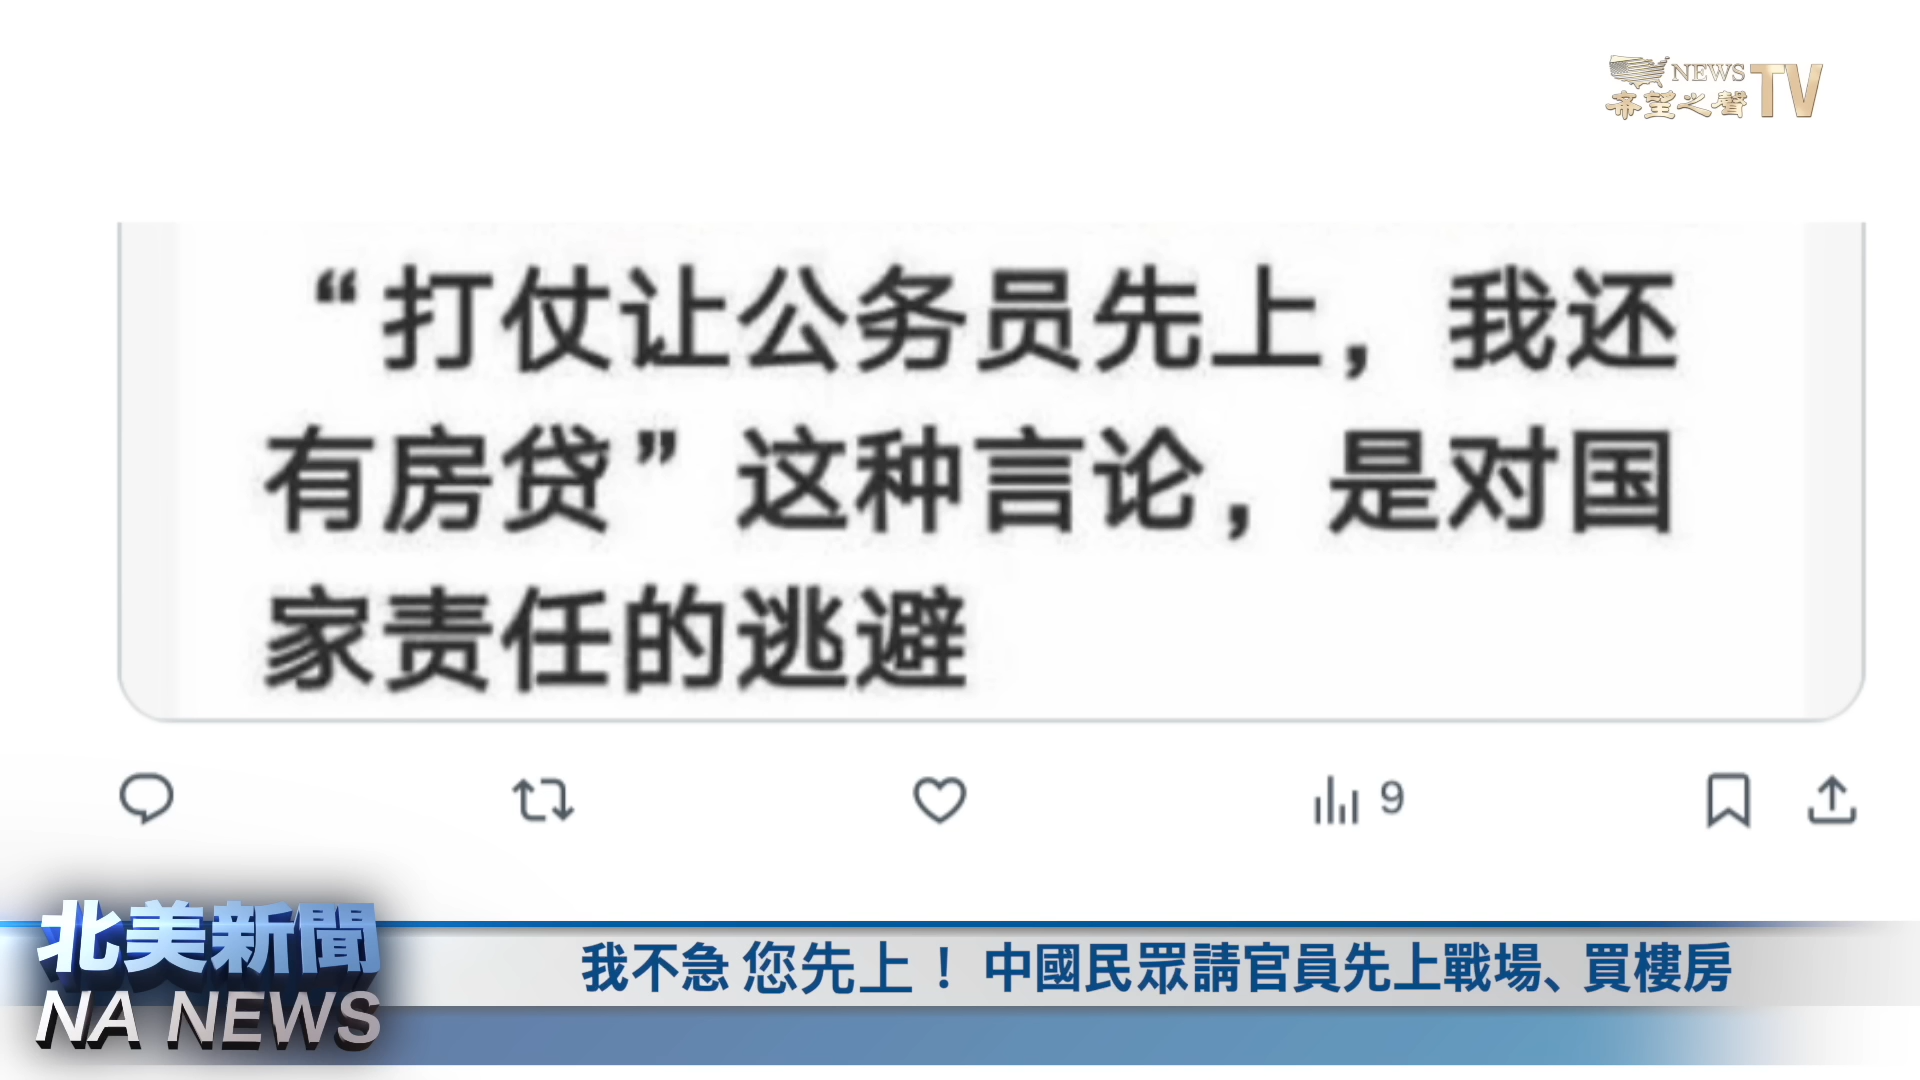 NEWS
希望之聲 TV
“打仗让公务员先上，我还
有房贷”这种言论，是对国
家责任的逃避
9
北美新聞
NA NEWS
我不急 您先上！ 中國民眾請官員先上戰場、買樓房